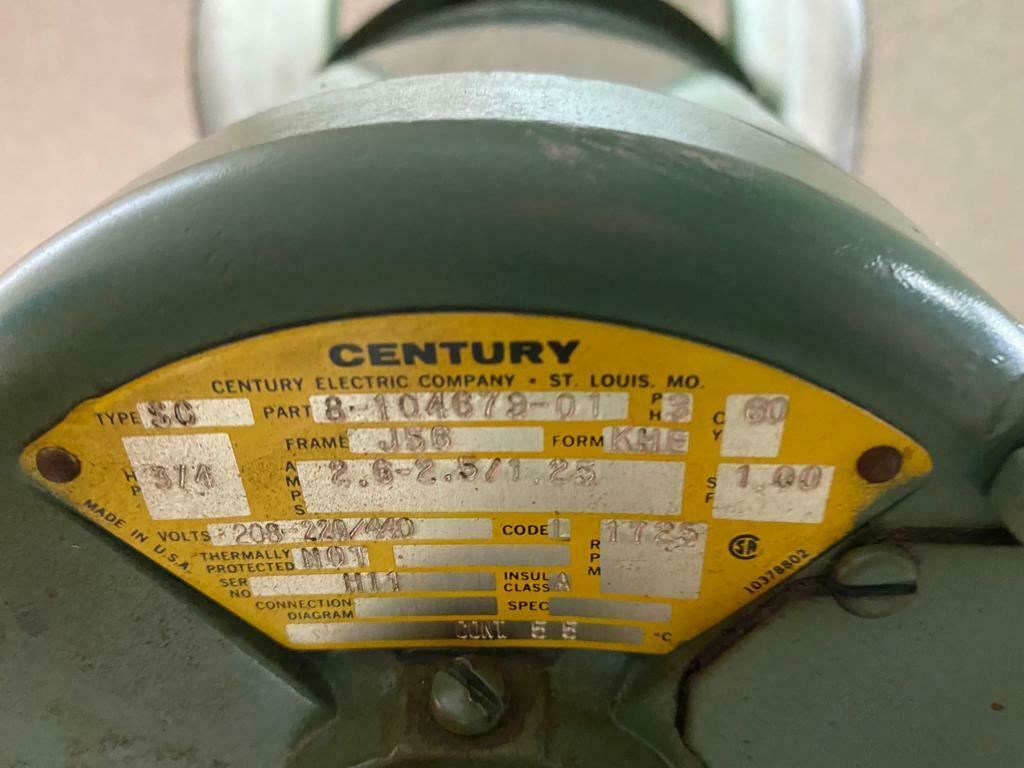 CENTURY
CENTURY ELECTRIC COMPANY • ST. LOUIS. MO.
TYPE SC PART 8-104679-01 PH 3 CY 60
FRAME J56 FORM KHE
HP 3/4 AMPS 2.6-2.5/1.25 SF 1.00
VOLTS 208-220/440 CODE L RPM 1725
THERMALLY PROTECTED NOT
SER NO H11 INSUL CLASS A
CONNECTION DIAGRAM SPEC
CONT 55 °C
MADE IN U.S.A.
SA
10378802